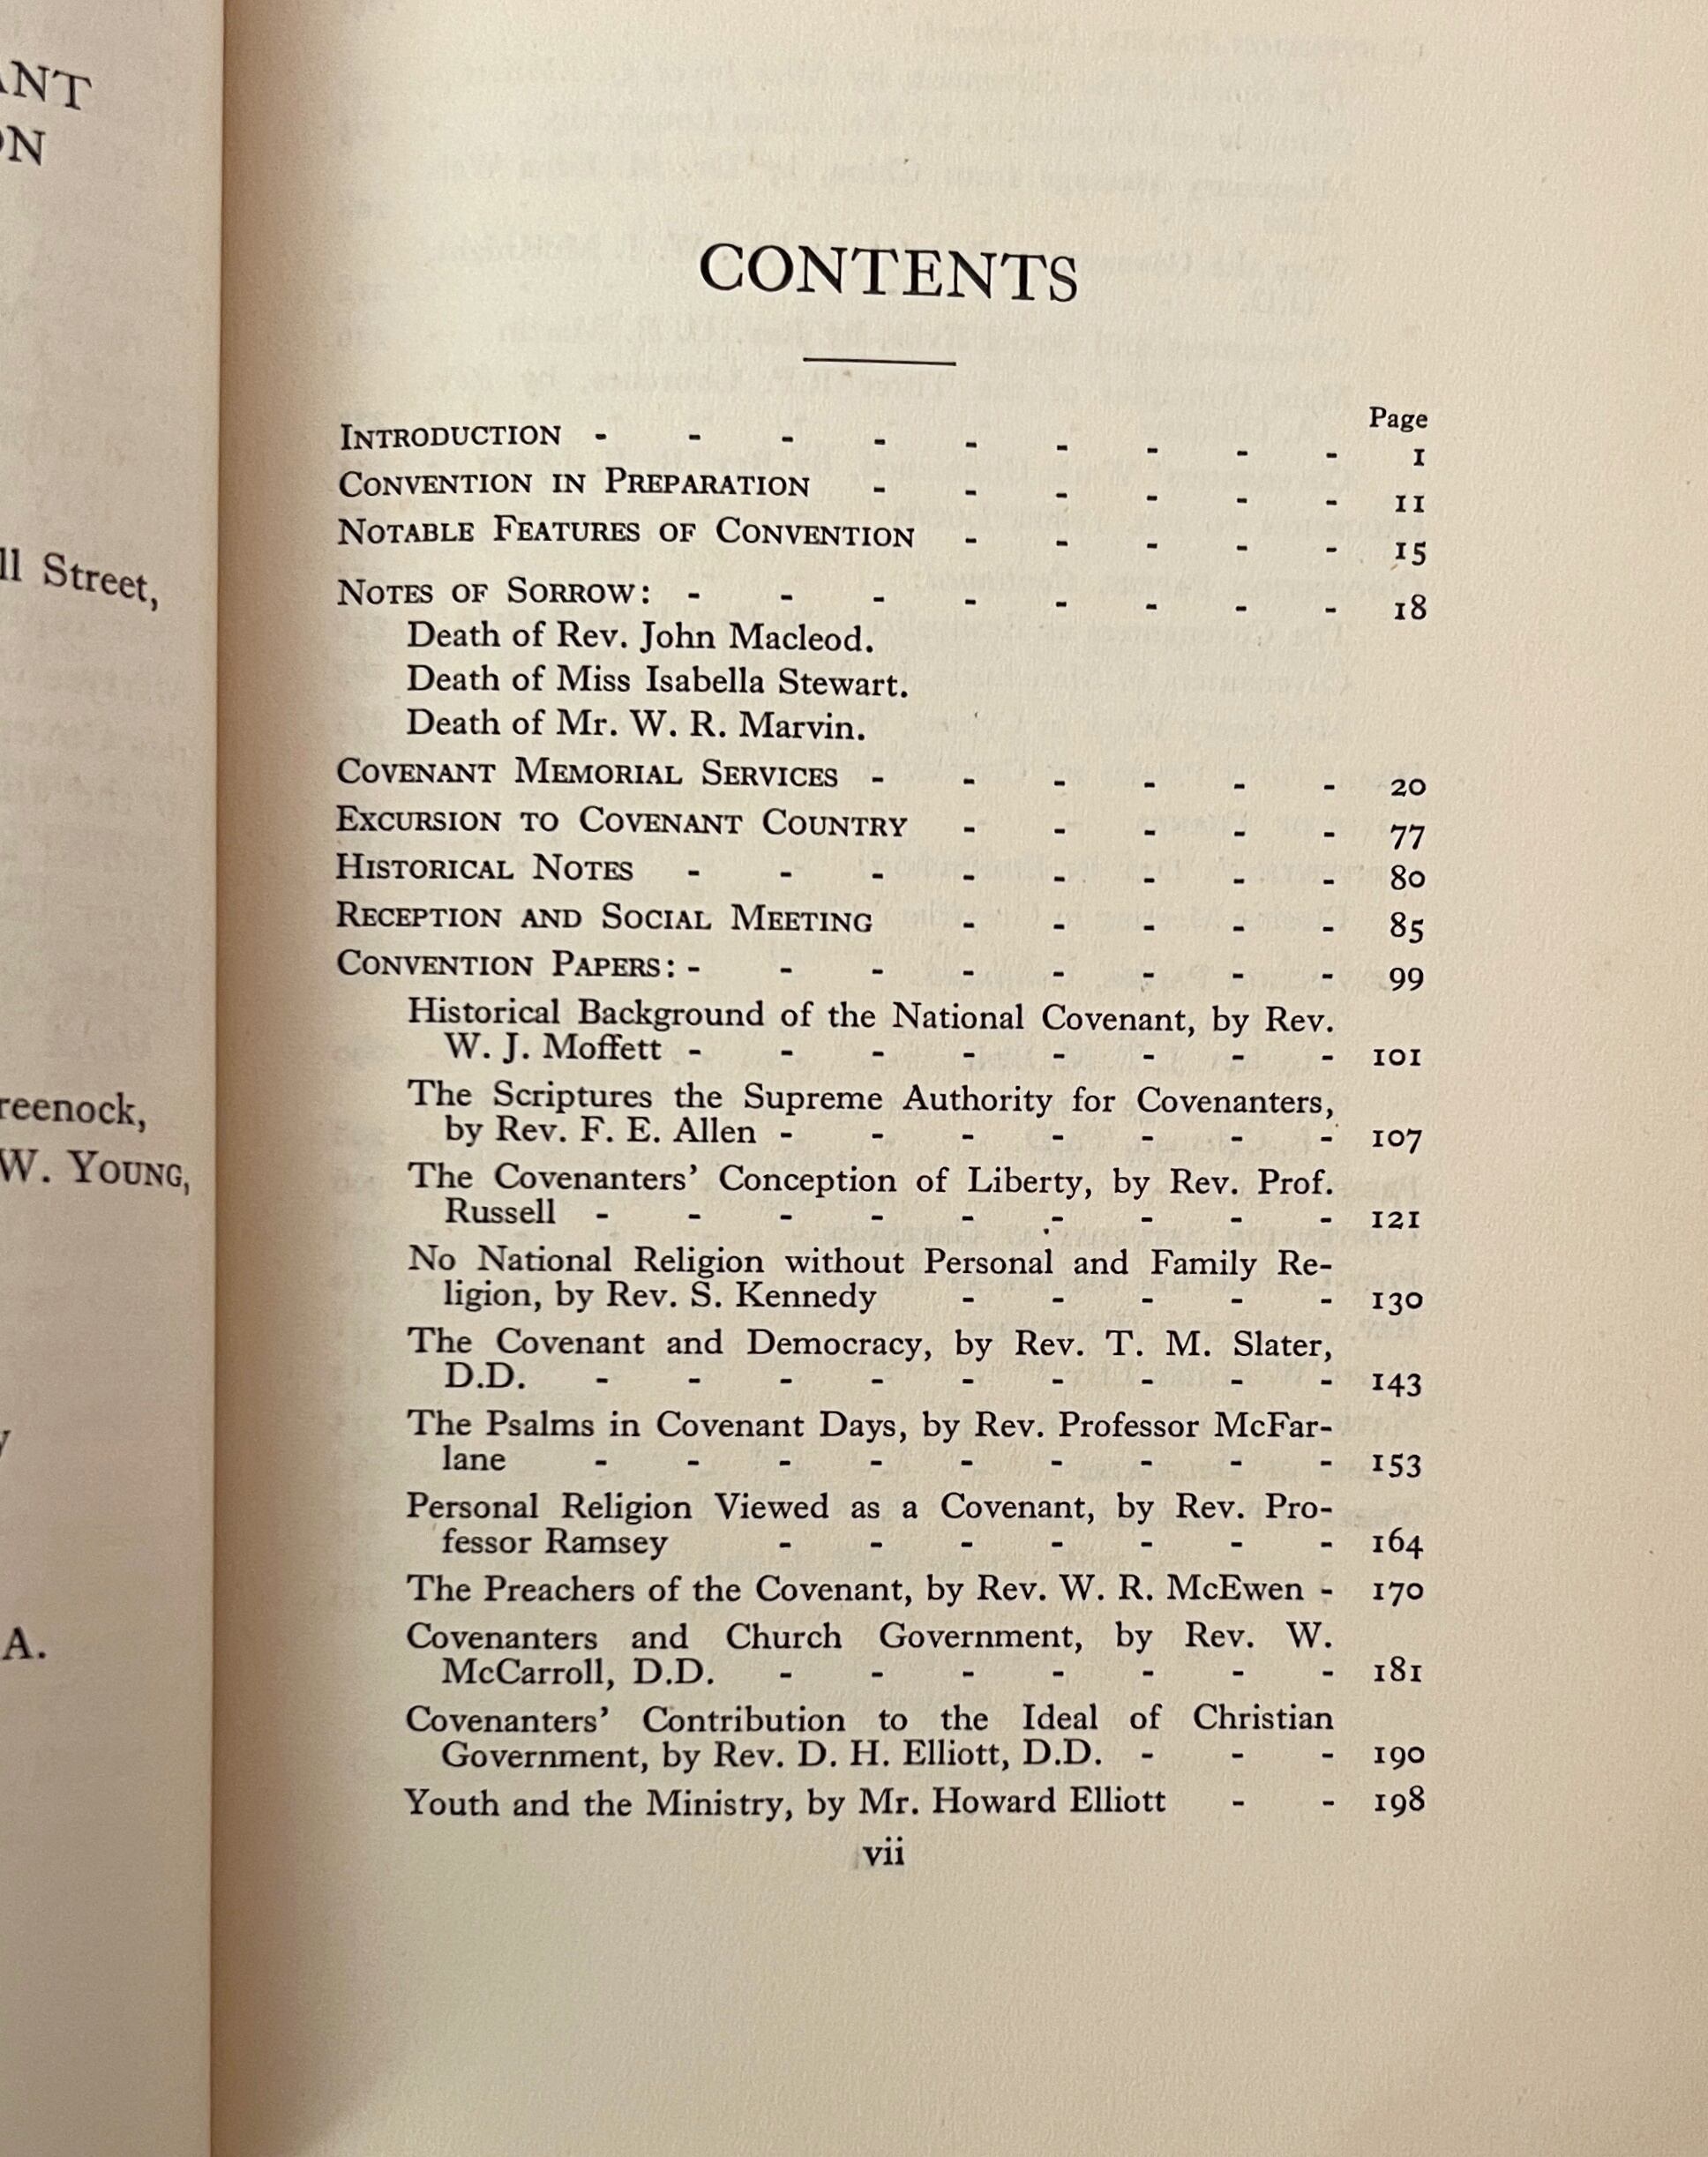 ANT
ON
ll Street,
reenock,
W. YOUNG,
A.
CONTENTS
Page
INTRODUCTION - - - - - - - - - 1
CONVENTION IN PREPARATION - - - - - - 11
NOTABLE FEATURES OF CONVENTION - - - - - 15
NOTES OF SORROW: - - - - - - - - 18
Death of Rev. John Macleod.
Death of Miss Isabella Stewart.
Death of Mr. W. R. Marvin.
COVENANT MEMORIAL SERVICES - - - - - - 20
EXCURSION TO COVENANT COUNTRY - - - - - 77
HISTORICAL NOTES - - - - - - - - 80
RECEPTION AND SOCIAL MEETING - - - - - 85
CONVENTION PAPERS: - - - - - - - - 99
Historical Background of the National Covenant, by Rev.
W. J. Moffett - - - - - - - - 101
The Scriptures the Supreme Authority for Covenanters,
by Rev. F. E. Allen - - - - - - - 107
The Covenanters' Conception of Liberty, by Rev. Prof.
Russell - - - - - - - - - 121
No National Religion without Personal and Family Re-
ligion, by Rev. S. Kennedy - - - - - 130
The Covenant and Democracy, by Rev. T. M. Slater,
D.D. - - - - - - - - - 143
The Psalms in Covenant Days, by Rev. Professor McFar-
lane - - - - - - - - - 153
Personal Religion Viewed as a Covenant, by Rev. Pro-
fessor Ramsey - - - - - - - 164
The Preachers of the Covenant, by Rev. W. R. McEwen - 170
Covenanters and Church Government, by Rev. W.
McCarroll, D.D. - - - - - - - 181
Covenanters' Contribution to the Ideal of Christian
Government, by Rev. D. H. Elliott, D.D. - - - 190
Youth and the Ministry, by Mr. Howard Elliott - - 198
vii